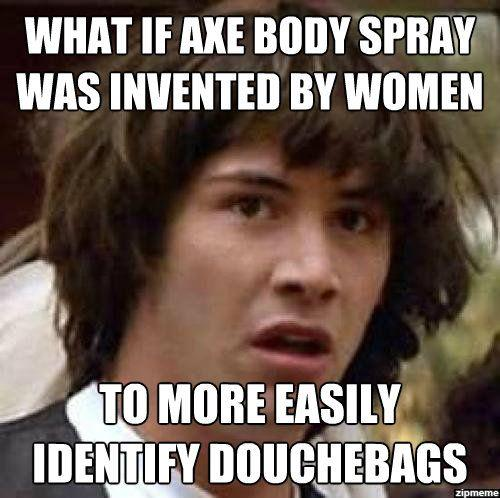 WHAT IF AXE BODY SPRAY
WAS INVENTED BY WOMEN
TO MORE EASILY
IDENTIFY DOUCHEBAGS
zipmeme